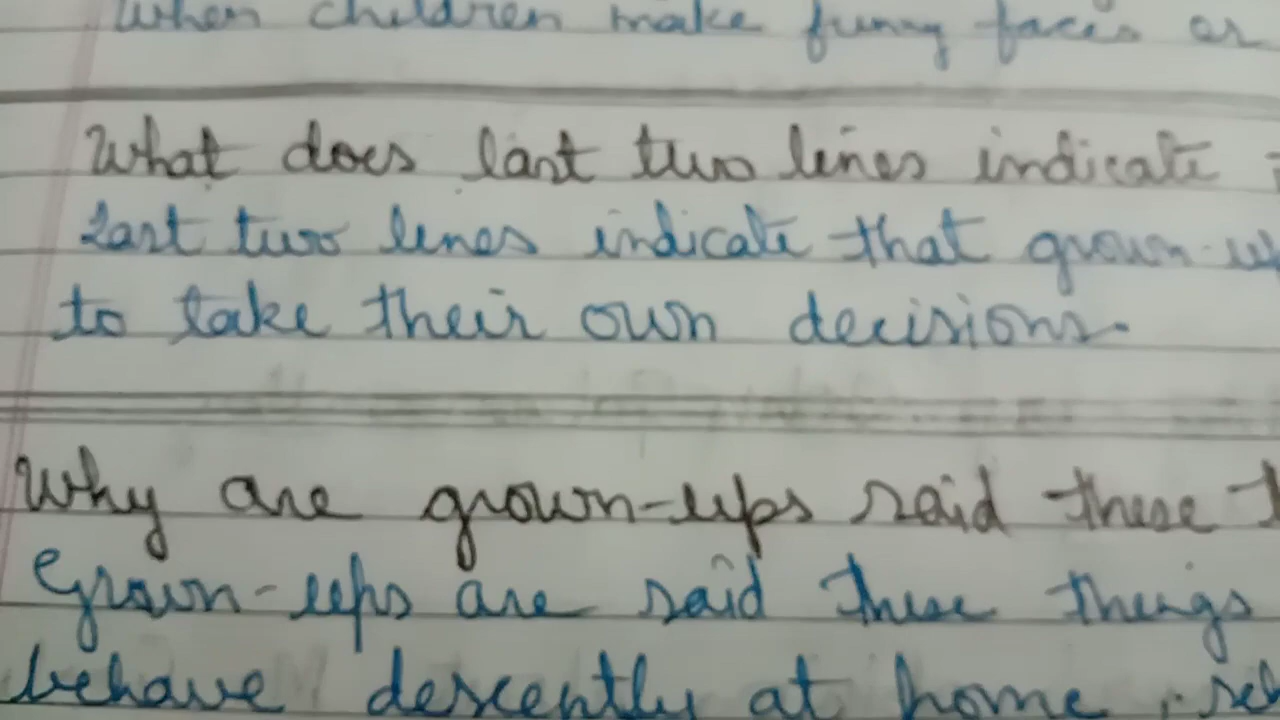 When children make funny faces or
What does last two lines indicate
Last two lines indicate that grown-up
to take their own decisions.
Why are grown-ups said these
Grown-ups are said these things
behave descently at home, sch